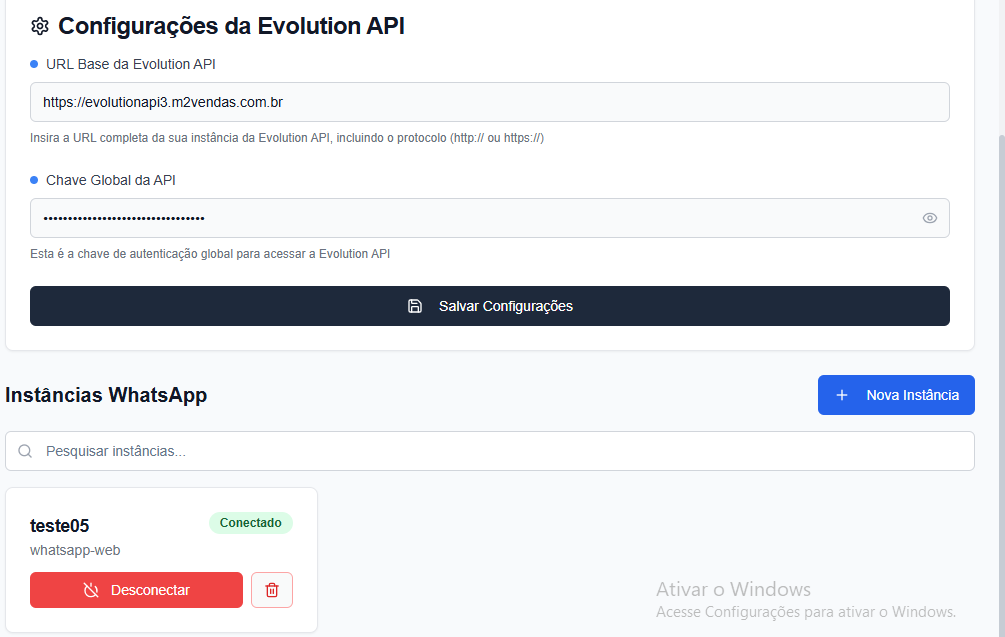 Configurações da Evolution API
URL Base da Evolution API
https://evolutionapi3.m2vendas.com.br
Insira a URL completa da sua instância da Evolution API, incluindo o protocolo (http:// ou https://)
Chave Global da API
•••••••••••••••••••••••••••••••••
Esta é a chave de autenticação global para acessar a Evolution API
Salvar Configurações
Instâncias WhatsApp
Nova Instância
Pesquisar instâncias...
teste05
Conectado
whatsapp-web
Desconectar
Ativar o Windows
Acesse Configurações para ativar o Windows.